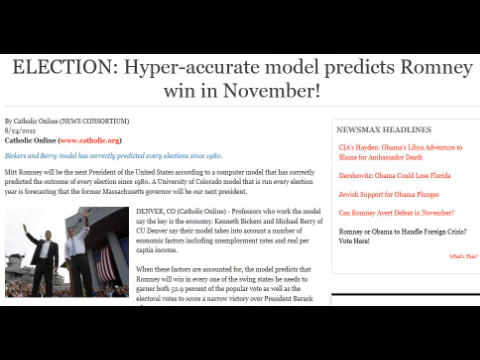 ELECTION: Hyper-accurate model predicts Romney
win in November!
By Catholic Online (NEWS CONSORTIUM)
8/24/2012
Catholic Online (www.catholic.org)
Bickers and Berry model has correctly predicted every elections since 1980.
Mitt Romney will be the next President of the United States according to a computer model that has correctly
predicted the outcome of every election since 1980. A University of Colorado model that is run every election
year is forecasting that the former Massachusetts governor will be our next president.
DENVER, CO (Catholic Online) - Professors who work the model
say the key is the economy. Kenneth Bickers and Michael Berry of
CU Denver say their model takes into account a number of
economic factors including unemployment rates and real per
captia income.
When these factors are accounted for, the model predicts that
Romney will win in every one of the swing states he needs to
garner both 52.9 percent of the popular vote as well as the
electoral votes to score a narrow victory over President Barack
NEWSMAX HEADLINES
CIA's Hayden: Obama's Libya Adventure to
Blame for Ambassador Death
Dershowitz: Obama Could Lose Florida
Jewish Support for Obama Plunges
Can Romney Avert Defeat in November?
Romney or Obama to Handle Foreign Crisis?
Vote Here!
What's This?